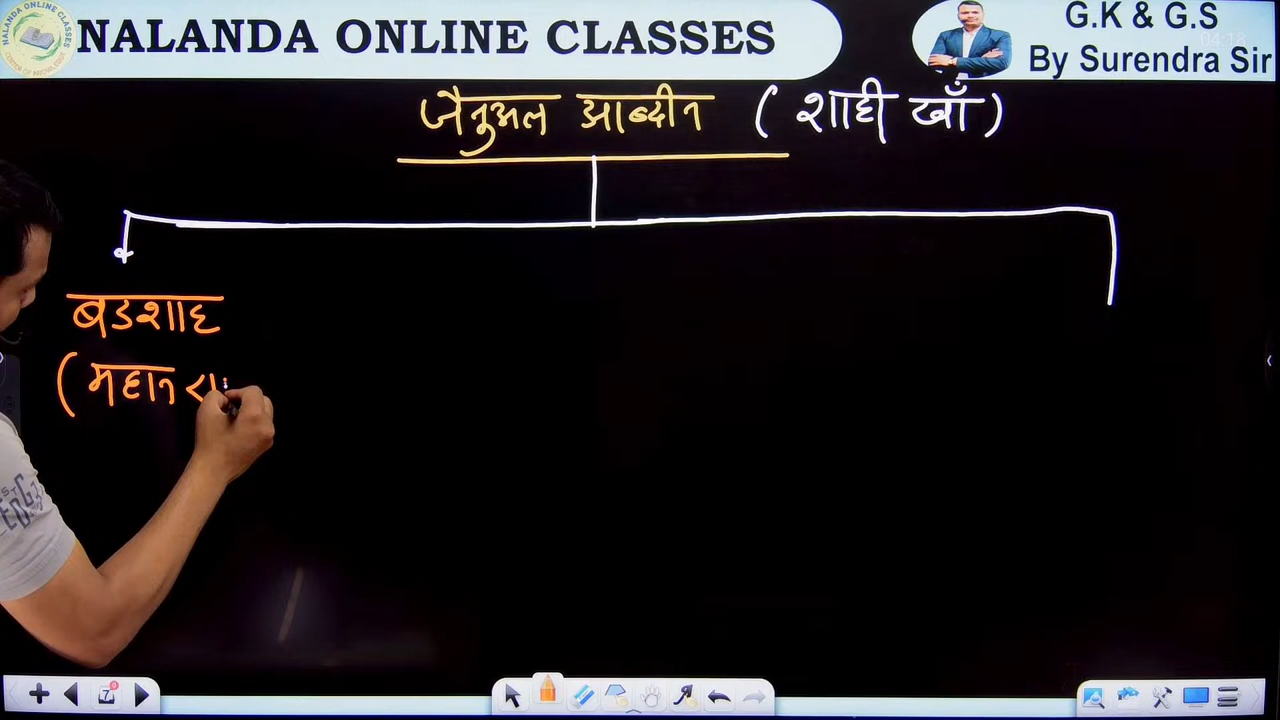 NALANDA ONLINE CLASSES
G.K & G.S
By Surendra Sir
जैनुअल आब्दीन (शाही खाँ)
बडशाह
(महान